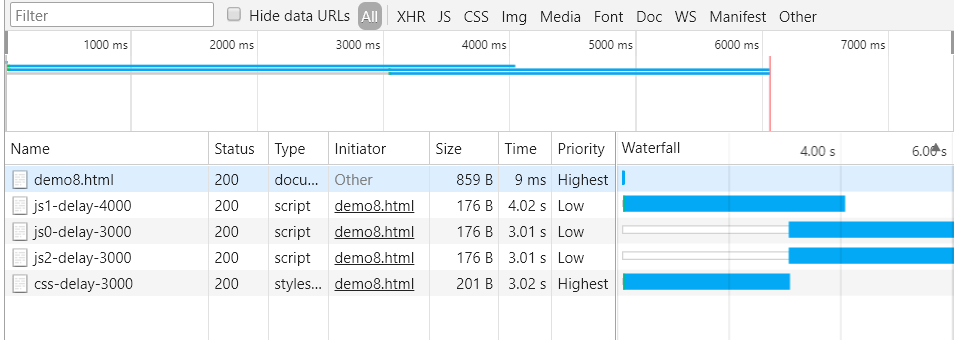 Filter Hide data URLs All XHR JS CSS Img Media Font Doc WS Manifest Other
1000 ms 2000 ms 3000 ms 4000 ms 5000 ms 6000 ms 7000 ms
Name Status Type Initiator Size Time Priority Waterfall 4.00 s 6.00 s
demo8.html 200 docu... Other 859 B 9 ms Highest
js1-delay-4000 200 script demo8.html 176 B 4.02 s Low
js0-delay-3000 200 script demo8.html 176 B 3.01 s Low
js2-delay-3000 200 script demo8.html 176 B 3.01 s Low
css-delay-3000 200 styles... demo8.html 201 B 3.02 s Highest